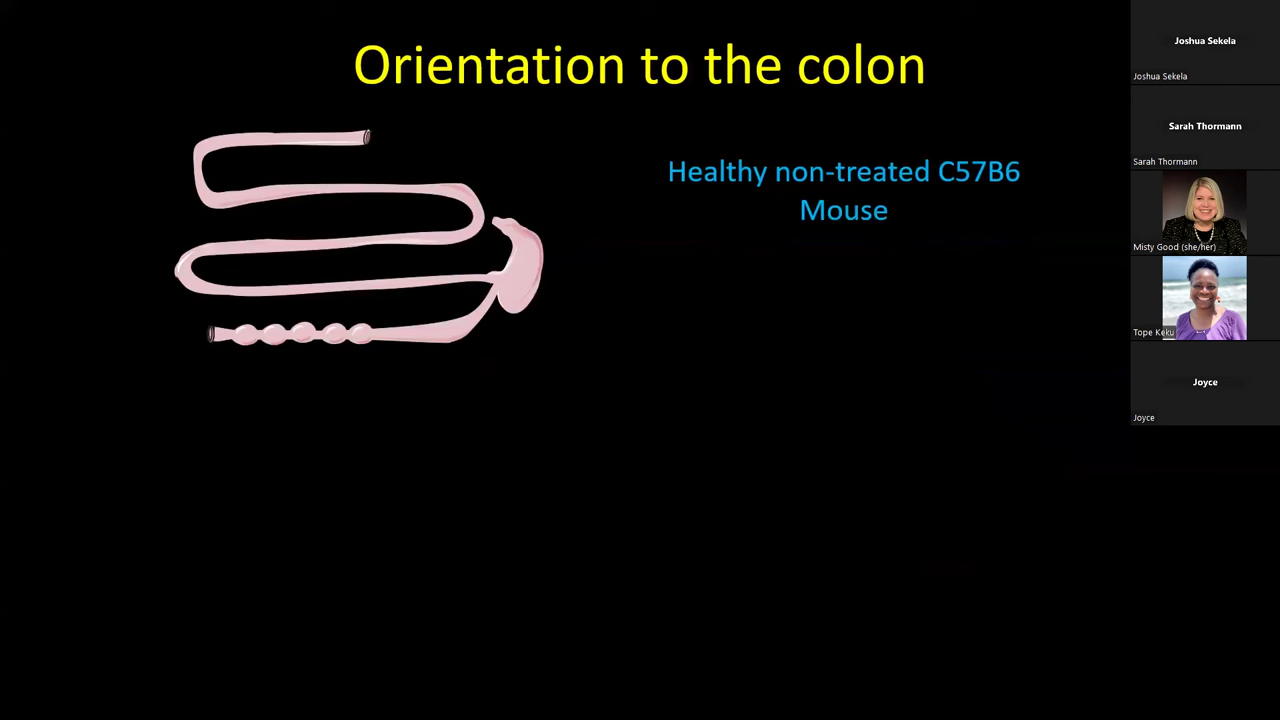 Orientation to the colon
Healthy non-treated C57B6
Mouse
Joshua Sekela
Joshua Sekela
Sarah Thormann
Sarah Thormann
Misty Good (she/her)
Tope Keku
Joyce
Joyce